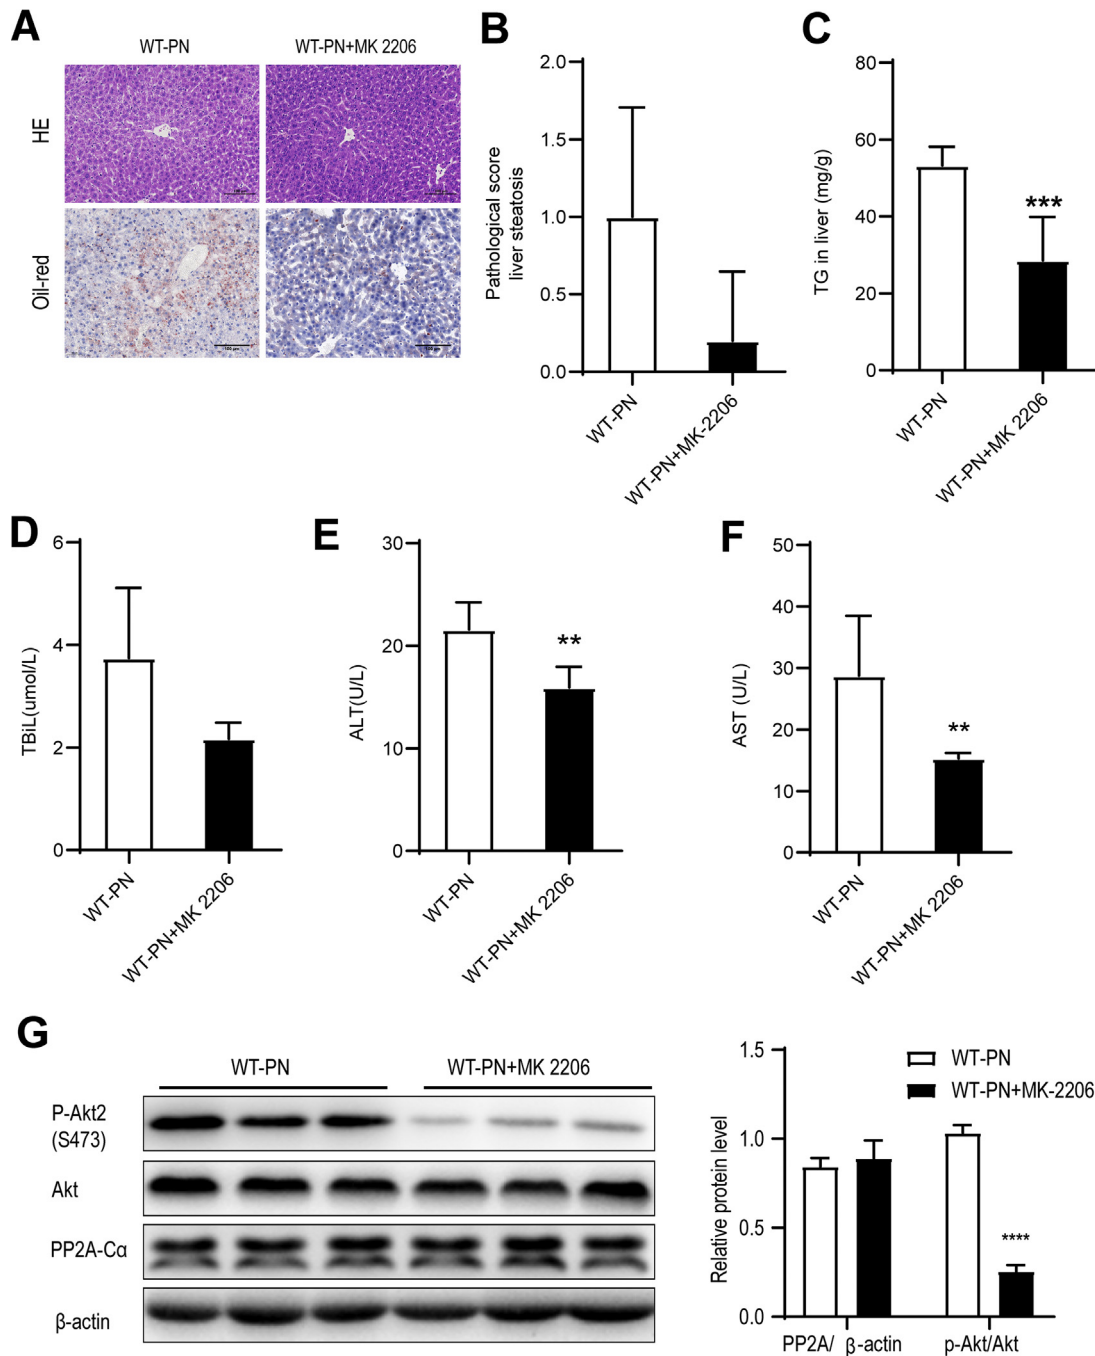 A
WT-PN
WT-PN+MK 2206
HE
Oil-red
100 μm
B
Pathological score
liver steatosis
2.0
1.5
1.0
0.5
0.0
WT-PN
WT-PN+MK-2206
C
TG in liver (mg/g)
80
60
40
20
0
***
WT-PN
WT-PN+MK 2206
D
TBiL(umol/L)
6
4
2
0
WT-PN
WT-PN+MK 2206
E
ALT(U/L)
30
20
10
0
**
WT-PN
WT-PN+MK 2206
F
AST (U/L)
50
40
30
20
10
0
**
WT-PN
WT-PN+MK 2206
G
WT-PN
WT-PN+MK 2206
P-Akt2
(S473)
Akt
PP2A-Cα
β-actin
Relative protein level
1.5
1.0
0.5
0.0
WT-PN
WT-PN+MK-2206
****
PP2A/ β-actin
p-Akt/Akt